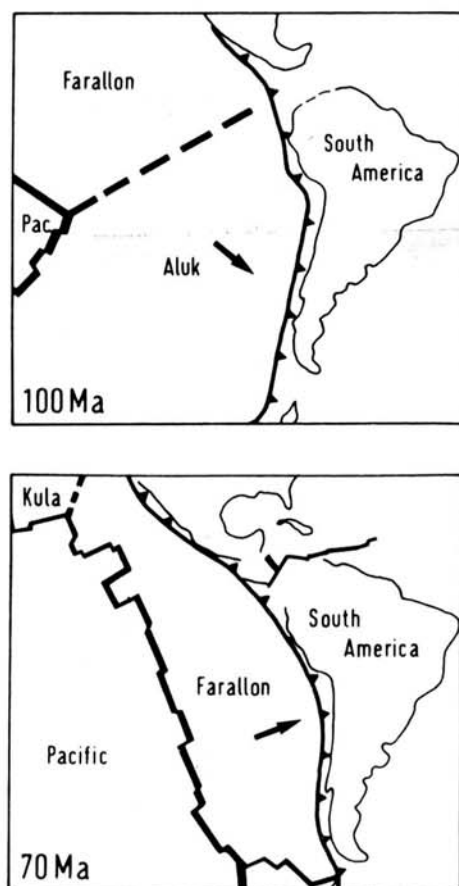 Farallon
South
America
Pac.
Aluk
100 Ma
Kula
South
America
Farallon
Pacific
70 Ma